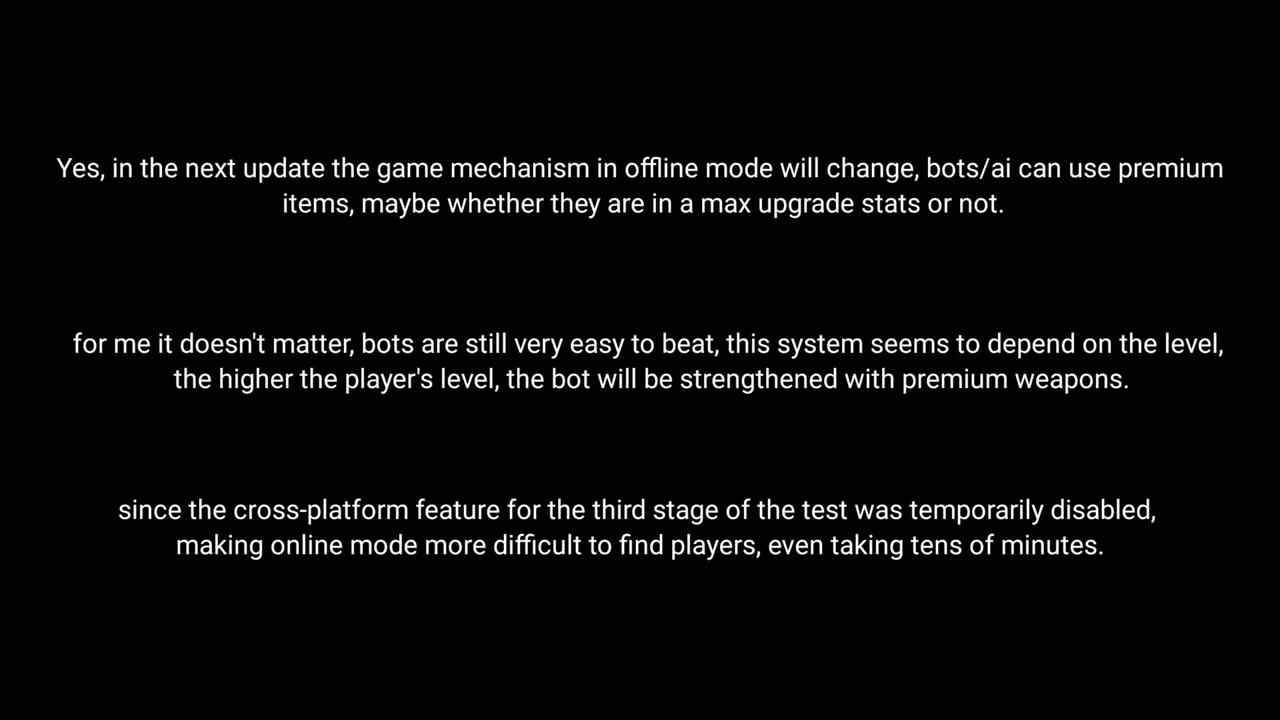 Yes, in the next update the game mechanism in offline mode will change, bots/ai can use premium
items, maybe whether they are in a max upgrade stats or not.
for me it doesn't matter, bots are still very easy to beat, this system seems to depend on the level,
the higher the player's level, the bot will be strengthened with premium weapons.
since the cross-platform feature for the third stage of the test was temporarily disabled,
making online mode more difficult to find players, even taking tens of minutes.